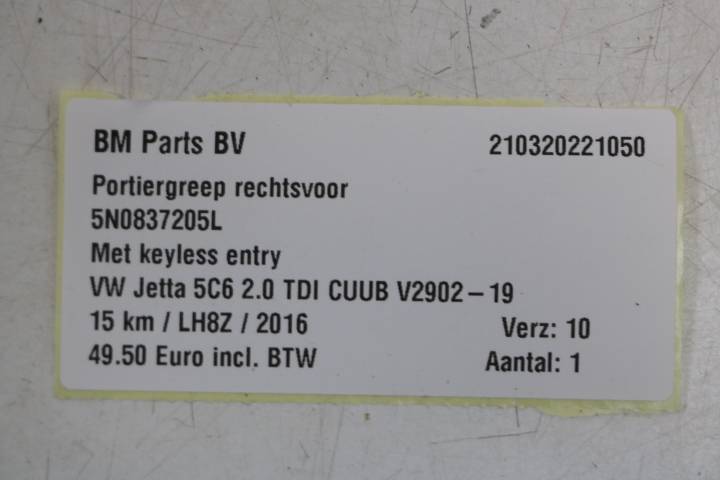 BM Parts BV 210320221050
Portiergreep rechtsvoor
5N0837205L
Met keyless entry
VW Jetta 5C6 2.0 TDI CUUB V2902-19
15 km / LH8Z / 2016 Verz: 10
49.50 Euro incl. BTW Aantal: 1